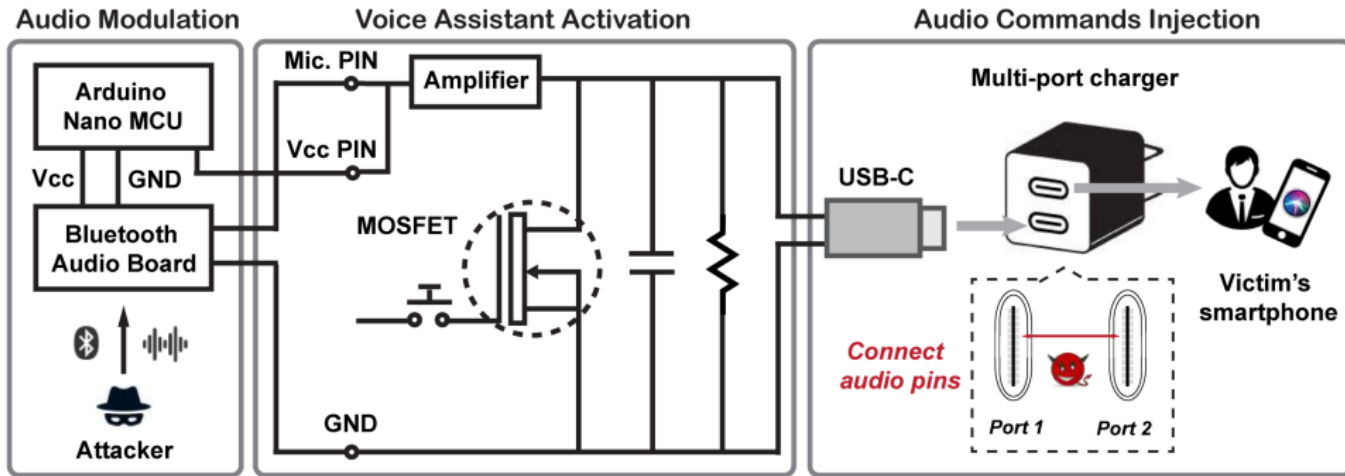 Audio Modulation
Voice Assistant Activation
Audio Commands Injection
Arduino
Nano MCU
Vcc
GND
Bluetooth
Audio Board
Attacker
Mic. PIN
Amplifier
Vcc PIN
MOSFET
GND
Multi-port charger
USB-C
Victim's
smartphone
Connect
audio pins
Port 1
Port 2